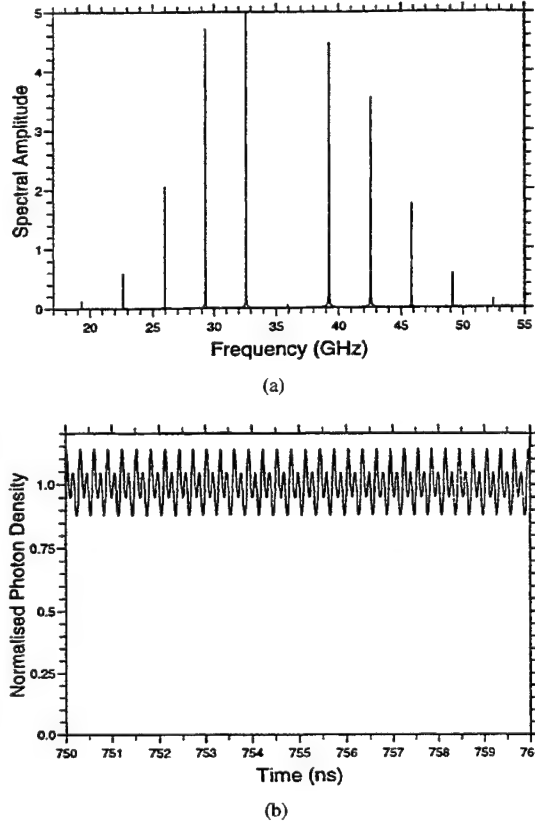 5
4
3
2
1
0
Spectral Amplitude
20 25 30 35 40 45 50 55
Frequency (GHz)
(a)
1.0
0.75
0.5
0.25
0.0
Normalised Photon Density
750 751 752 753 754 755 756 757 758 759 76
Time (ns)
(b)